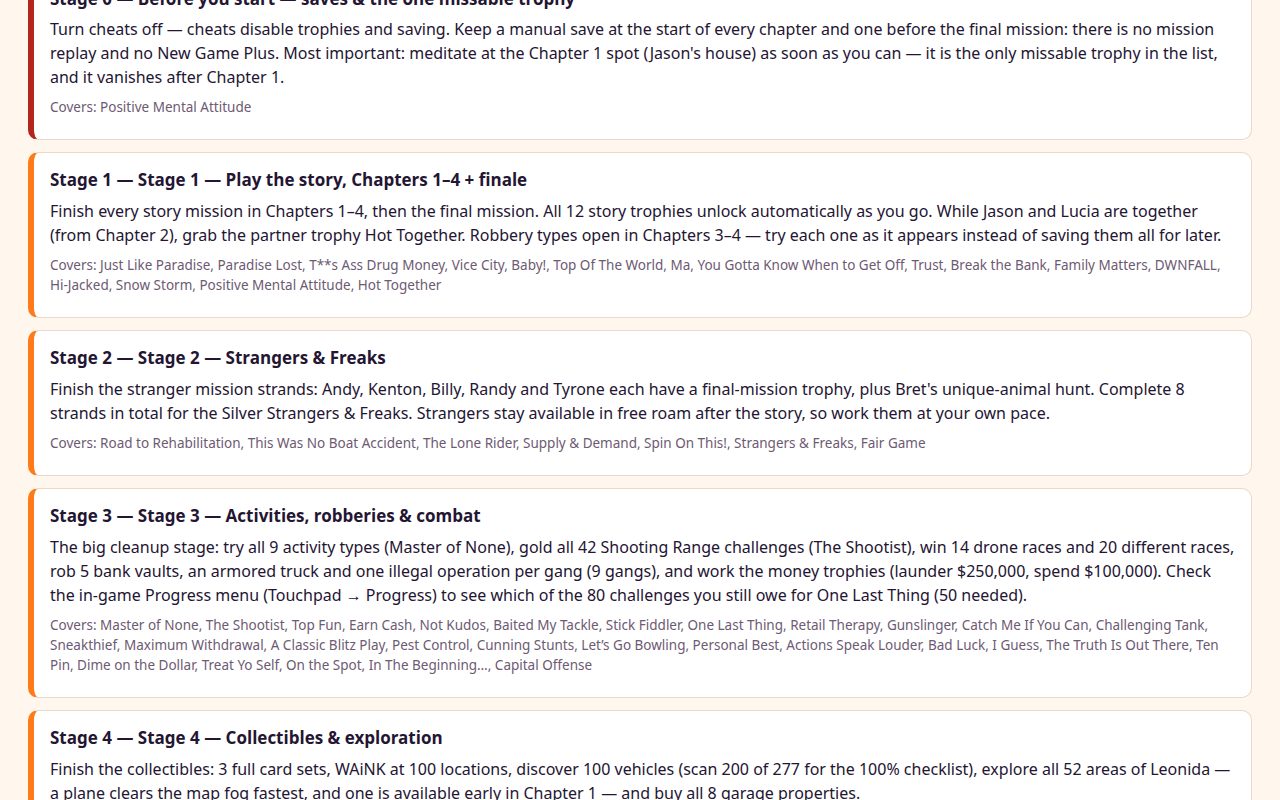 Stage 0 — Before you start — saves & the one missable trophy
Turn cheats off — cheats disable trophies and saving. Keep a manual save at the start of every chapter and one before the final mission: there is no mission
replay and no New Game Plus. Most important: meditate at the Chapter 1 spot (Jason's house) as soon as you can — it is the only missable trophy in the list,
and it vanishes after Chapter 1.
Covers: Positive Mental Attitude
Stage 1 — Stage 1 — Play the story, Chapters 1–4 + finale
Finish every story mission in Chapters 1–4, then the final mission. All 12 story trophies unlock automatically as you go. While Jason and Lucia are together
(from Chapter 2), grab the partner trophy Hot Together. Robbery types open in Chapters 3–4 — try each one as it appears instead of saving them all for later.
Covers: Just Like Paradise, Paradise Lost, T**s Ass Drug Money, Vice City, Baby!, Top Of The World, Ma, You Gotta Know When to Get Off, Trust, Break the Bank, Family Matters, DWNFALL,
Hi-Jacked, Snow Storm, Positive Mental Attitude, Hot Together
Stage 2 — Stage 2 — Strangers & Freaks
Finish the stranger mission strands: Andy, Kenton, Billy, Randy and Tyrone each have a final-mission trophy, plus Bret's unique-animal hunt. Complete 8
strands in total for the Silver Strangers & Freaks. Strangers stay available in free roam after the story, so work them at your own pace.
Covers: Road to Rehabilitation, This Was No Boat Accident, The Lone Rider, Supply & Demand, Spin On This!, Strangers & Freaks, Fair Game
Stage 3 — Stage 3 — Activities, robberies & combat
The big cleanup stage: try all 9 activity types (Master of None), gold all 42 Shooting Range challenges (The Shootist), win 14 drone races and 20 different races,
rob 5 bank vaults, an armored truck and one illegal operation per gang (9 gangs), and work the money trophies (launder $250,000, spend $100,000). Check
the in-game Progress menu (Touchpad → Progress) to see which of the 80 challenges you still owe for One Last Thing (50 needed).
Covers: Master of None, The Shootist, Top Fun, Earn Cash, Not Kudos, Baited My Tackle, Stick Fiddler, One Last Thing, Retail Therapy, Gunslinger, Catch Me If You Can, Challenging Tank,
Sneakthief, Maximum Withdrawal, A Classic Blitz Play, Pest Control, Cunning Stunts, Let's Go Bowling, Personal Best, Actions Speak Louder, Bad Luck, I Guess, The Truth Is Out There, Ten
Pin, Dime on the Dollar, Treat Yo Self, On the Spot, In The Beginning..., Capital Offense
Stage 4 — Stage 4 — Collectibles & exploration
Finish the collectibles: 3 full card sets, WAiNK at 100 locations, discover 100 vehicles (scan 200 of 277 for the 100% checklist), explore all 52 areas of Leonida —
a plane clears the map fog fastest, and one is available early in Chapter 1 — and buy all 8 garage properties.